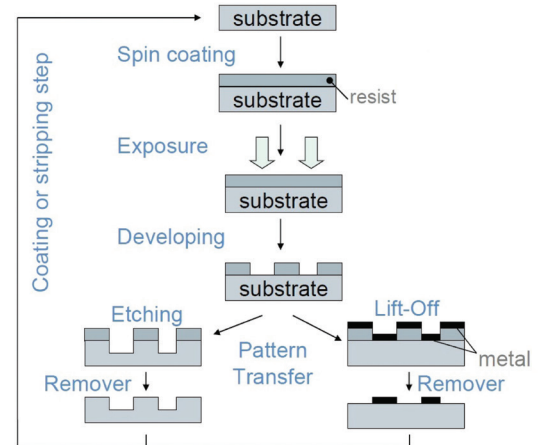 substrate
Spin coating
substrate
resist
Exposure
substrate
Developing
substrate
Coating or stripping step
Etching
Lift-Off
Pattern
Transfer
metal
Remover
Remover